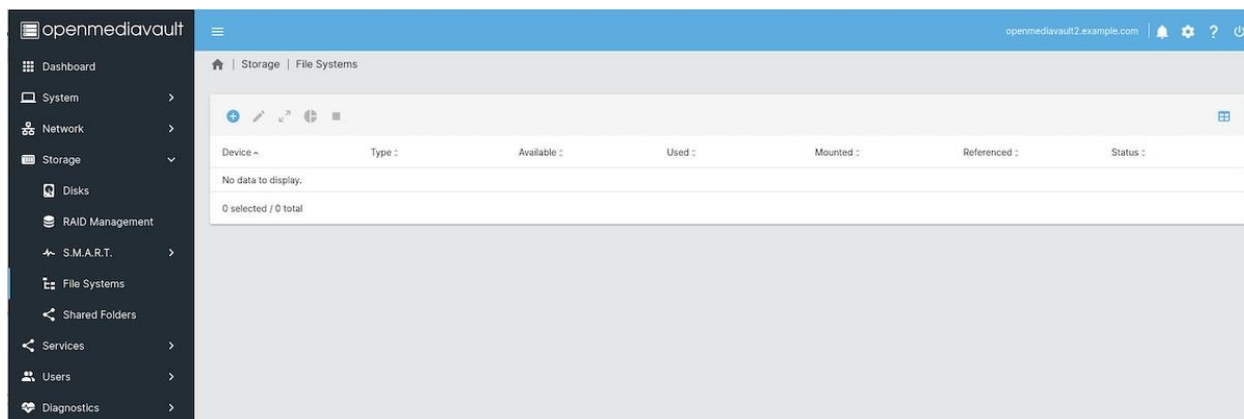 openmediavault
openmediavault2.example.com
Dashboard
System
Network
Storage
Disks
RAID Management
S.M.A.R.T.
File Systems
Shared Folders
Services
Users
Diagnostics
| Storage | File Systems
Device Type Available Used Mounted Referenced Status
No data to display.
0 selected / 0 total